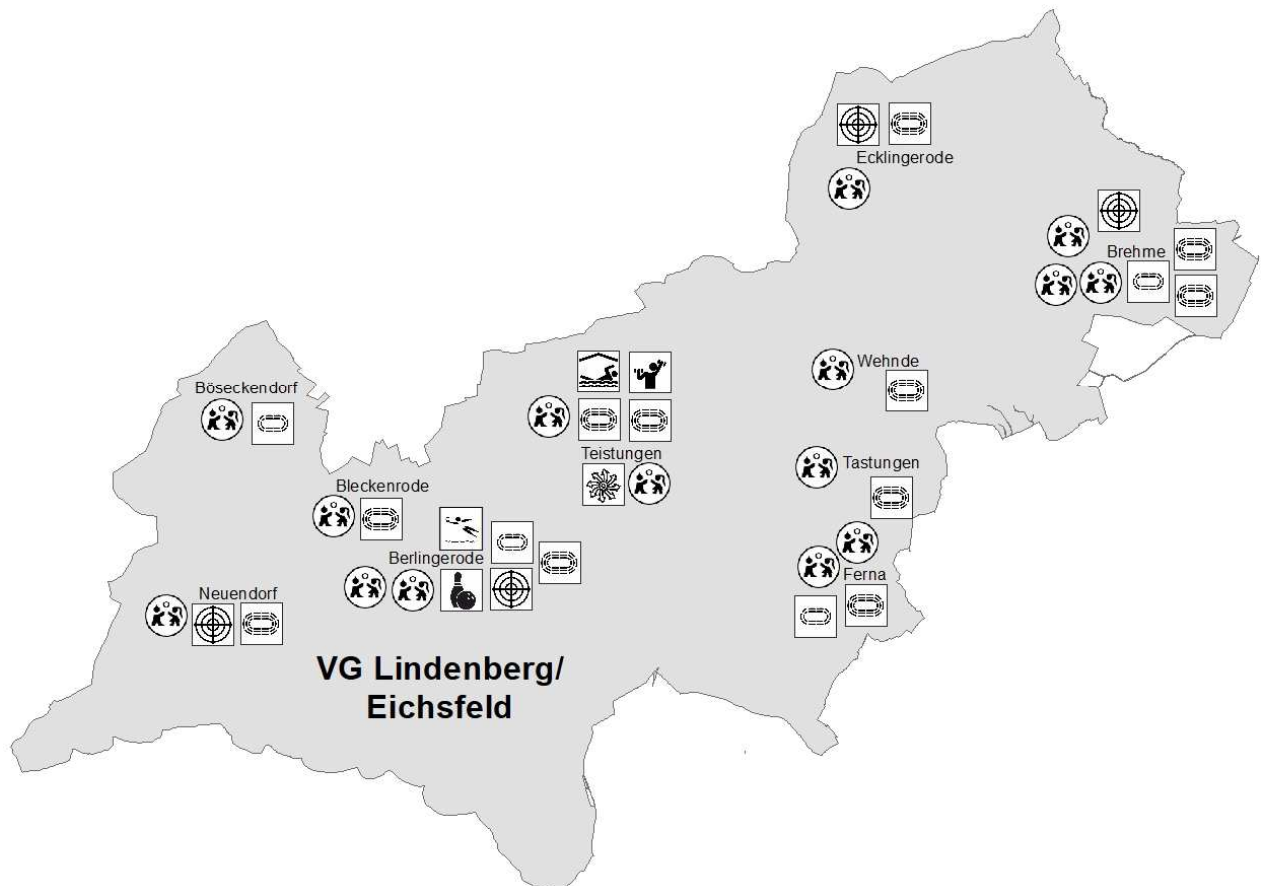 Ecklingerode
Brehme
Wehnde
Böseckendorf
Teistungen
Tastungen
Bleckenrode
Berlingerode
Ferna
Neuendorf
VG Lindenberg/
Eichsfeld